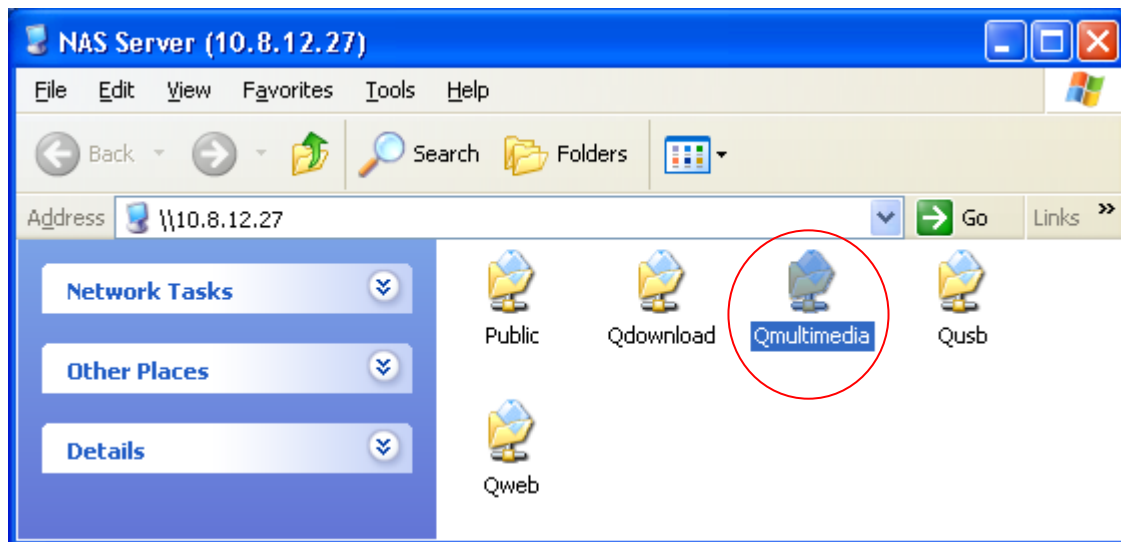 NAS Server (10.8.12.27)
File Edit View Favorites Tools Help
Back Search Folders
Address \\10.8.12.27 Go Links »
Network Tasks
Other Places
Details
Public Qdownload Qmultimedia Qusb
Qweb